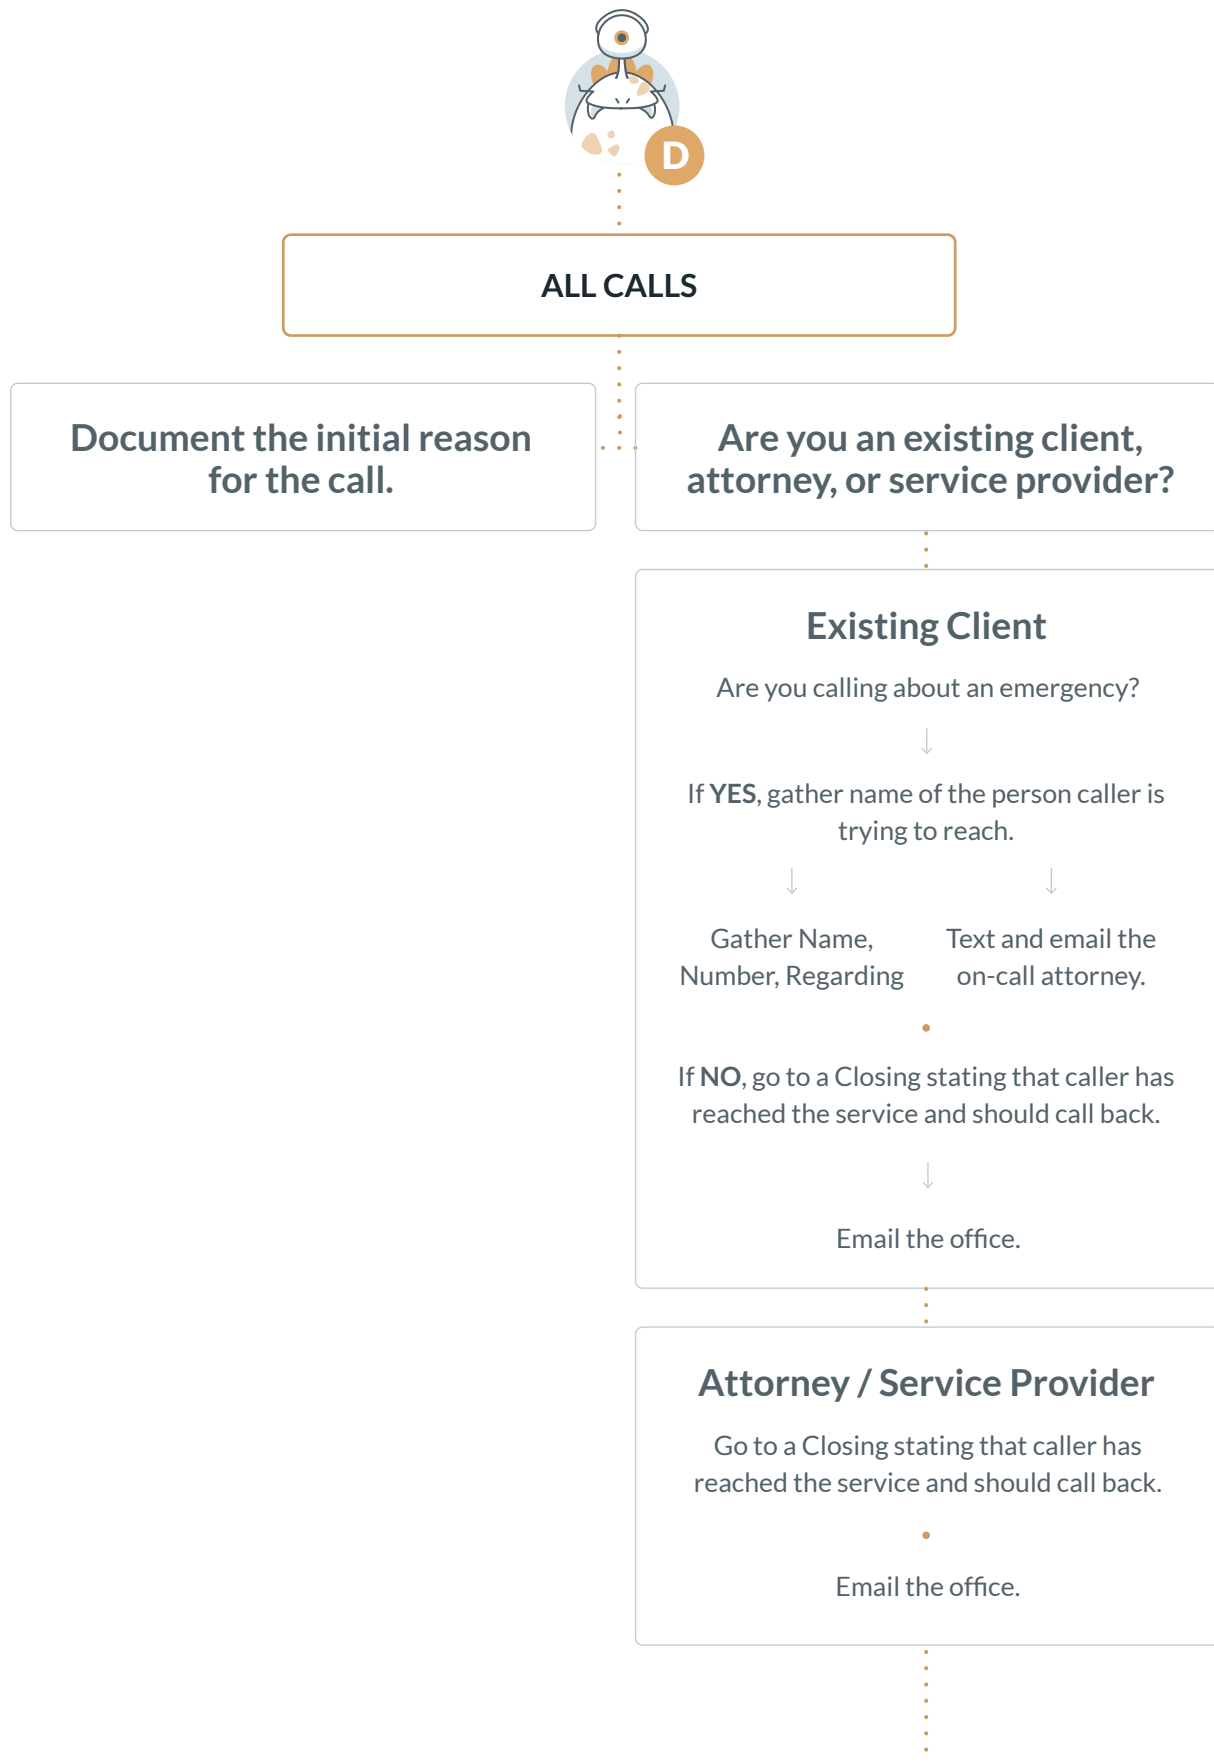 D
ALL CALLS
Document the initial reason
for the call.
Are you an existing client,
attorney, or service provider?
Existing Client
Are you calling about an emergency?
If YES, gather name of the person caller is
trying to reach.
Gather Name,
Number, Regarding
Text and email the
on-call attorney.
If NO, go to a Closing stating that caller has
reached the service and should call back.
Email the office.
Attorney / Service Provider
Go to a Closing stating that caller has
reached the service and should call back.
Email the office.